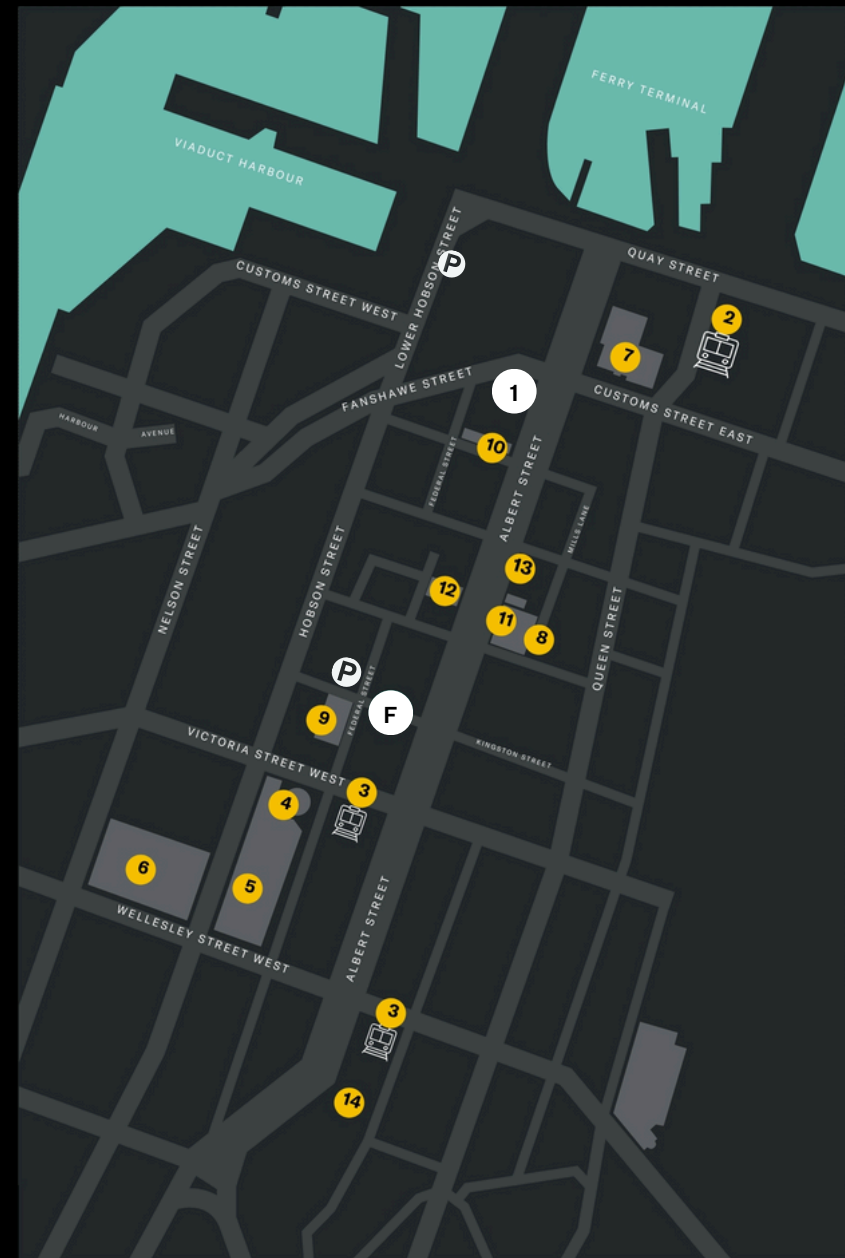 FERRY TERMINAL
VIADUCT HARBOUR
QUAY STREET
LOWER HOBSON STREET
P
CUSTOMS STREET WEST
2
7
FANSHAWE STREET
1
CUSTOMS STREET EAST
HARBOUR
AVENUE
10
FEDERAL STREET
ALBERT STREET
MILLS LANE
NELSON STREET
HOBSON STREET
13
12
11
8
QUEEN STREET
P
FEDERAL STREET
9
F
VICTORIA STREET WEST
KINGSTON STREET
3
4
6
5
WELLESLEY STREET WEST
ALBERT STREET
3
14